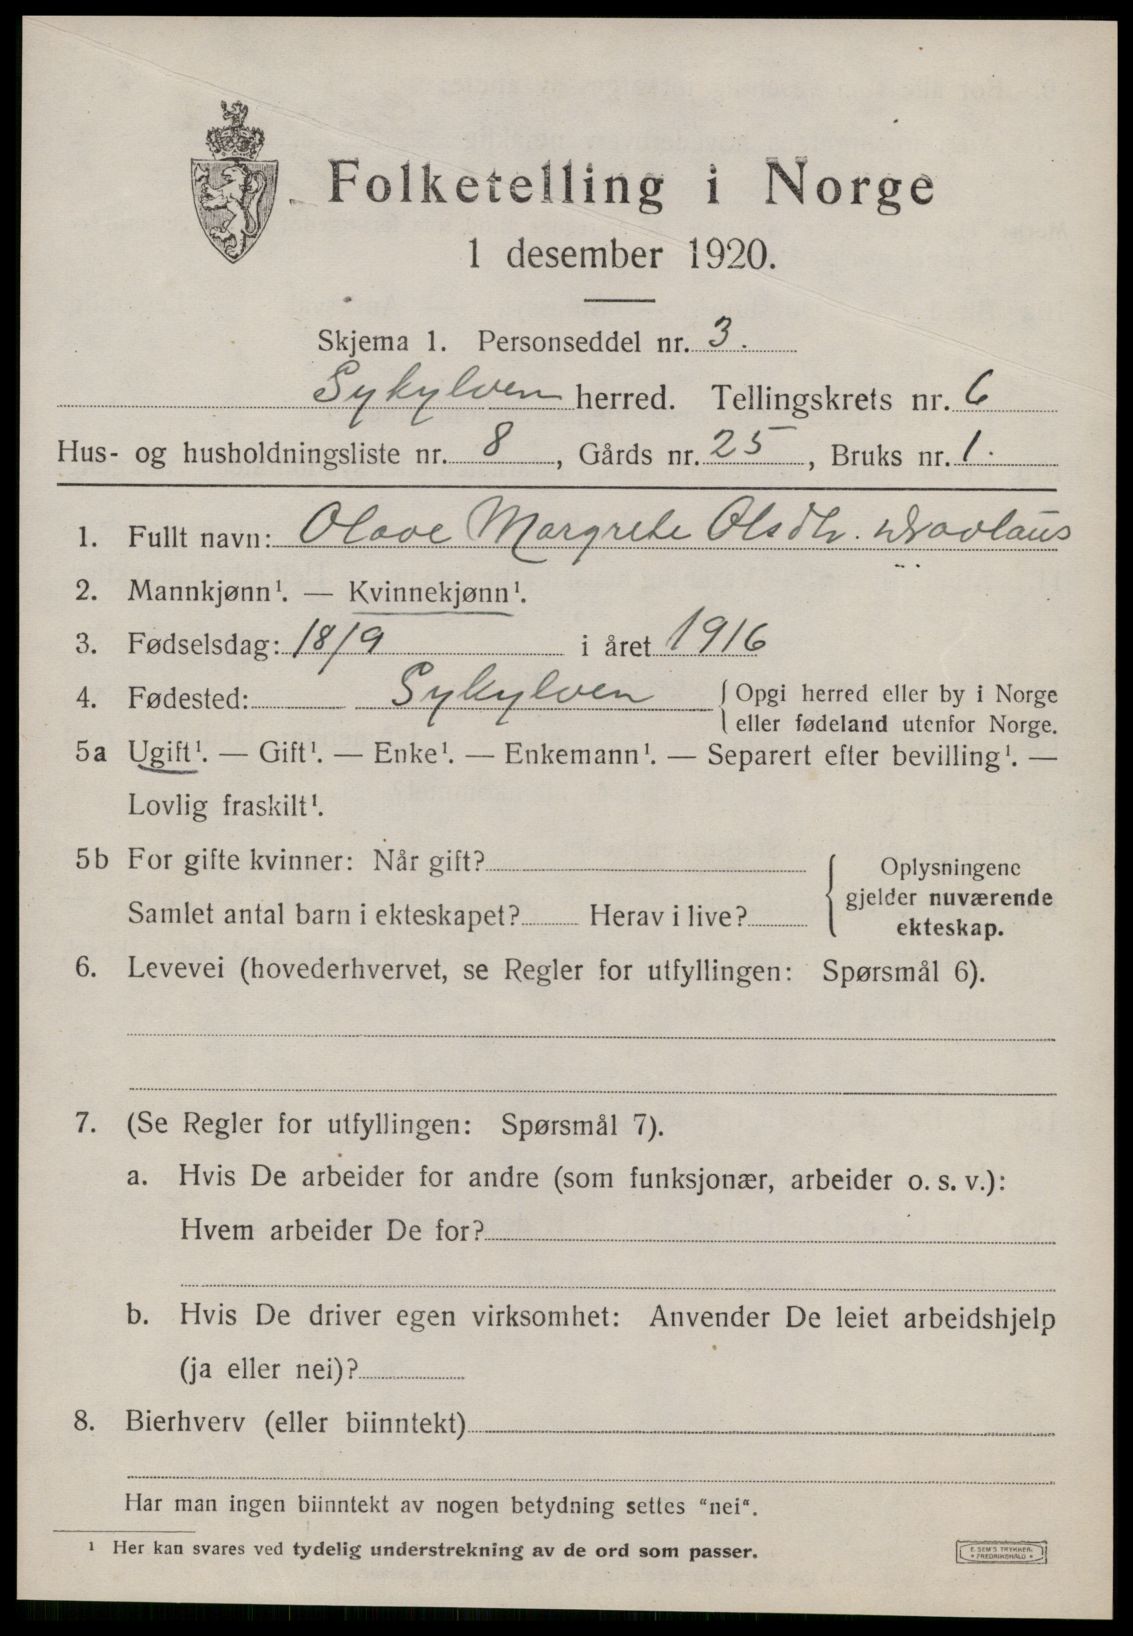 Folketelling i Norge
1 desember 1920.
Skjema 1. Personseddel nr. 3.
Sykylven herred. Tellingskrets nr. 6
Hus- og husholdningsliste nr. 8, Gårds nr. 25, Bruks nr. 1.
1. Fullt navn: Olave Margrete Olsdtr.
2. Mannkjønn¹. — Kvinnekjønn¹.
3. Fødselsdag: 18/9 i året 1916
4. Fødested: Sykylven { Opgi herred eller by i Norge
eller fødeland utenfor Norge.
5a Ugift¹. — Gift¹. — Enke¹. — Enkemann¹. — Separert efter bevilling¹. —
Lovlig fraskilt¹.
5b For gifte kvinner: Når gift?
Samlet antal barn i ekteskapet? Herav i live?
{ Oplysningene
gjelder nuværende
ekteskap.
6. Levevei (hovederhvervet, se Regler for utfyllingen: Spørsmål 6).
7. (Se Regler for utfyllingen: Spørsmål 7).
a. Hvis De arbeider for andre (som funksjonær, arbeider o. s. v.):
Hvem arbeider De for?
b. Hvis De driver egen virksomhet: Anvender De leiet arbeidshjelp
(ja eller nei)?
8. Bierhverv (eller biinntekt)
Har man ingen biinntekt av nogen betydning settes "nei".
¹ Her kan svares ved tydelig understrekning av de ord som passer.
E. SEM'S TRYKKERI
• FREDRIKSHALD •